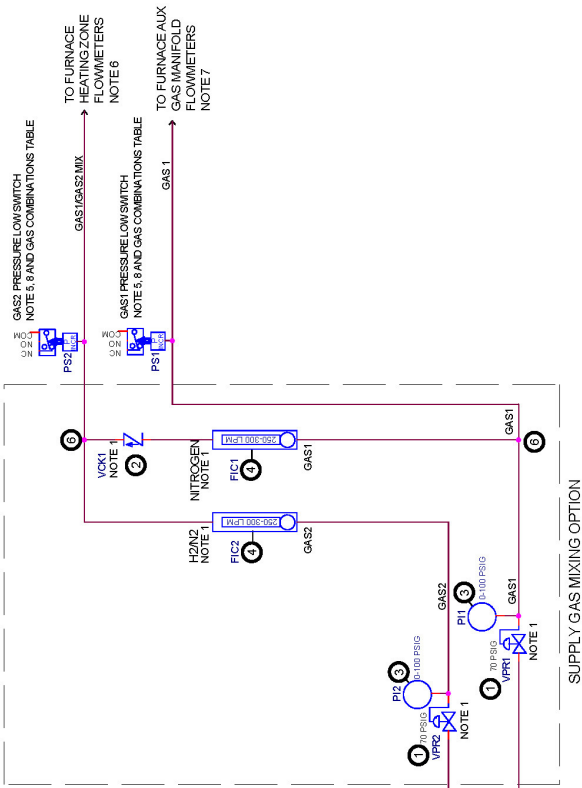 TO FURNACE
HEATING ZONE
FLOWMETERS
NOTE 6
TO FURNACE AUX
GAS MANIFOLD
FLOWMETERS
NOTE 7
GAS2 PRESSURE LOW SWITCH
NOTE 5, 8 AND GAS COMBINATIONS TABLE
GAS1/GAS2 MIX
GAS1 PRESSURE LOW SWITCH
NOTE 5, 8 AND GAS COMBINATIONS TABLE
GAS 1
COM
NO
NC
P
INCR
PS2
COM
NO
NC
P
INCR
PS1
6
VCK1
NOTE 1
2
NITROGEN
NOTE 1
FIC1
4
250-300 LPM
GAS1
GAS1
6
H2/N2
NOTE 1
FIC2
4
250-300 LPM
GAS2
GAS2
3
PI1
0-100 PSIG
GAS1
3
PI2
0-100 PSIG
1
70 PSIG
VPR1
NOTE 1
1
70 PSIG
VPR2
NOTE 1
SUPPLY GAS MIXING OPTION